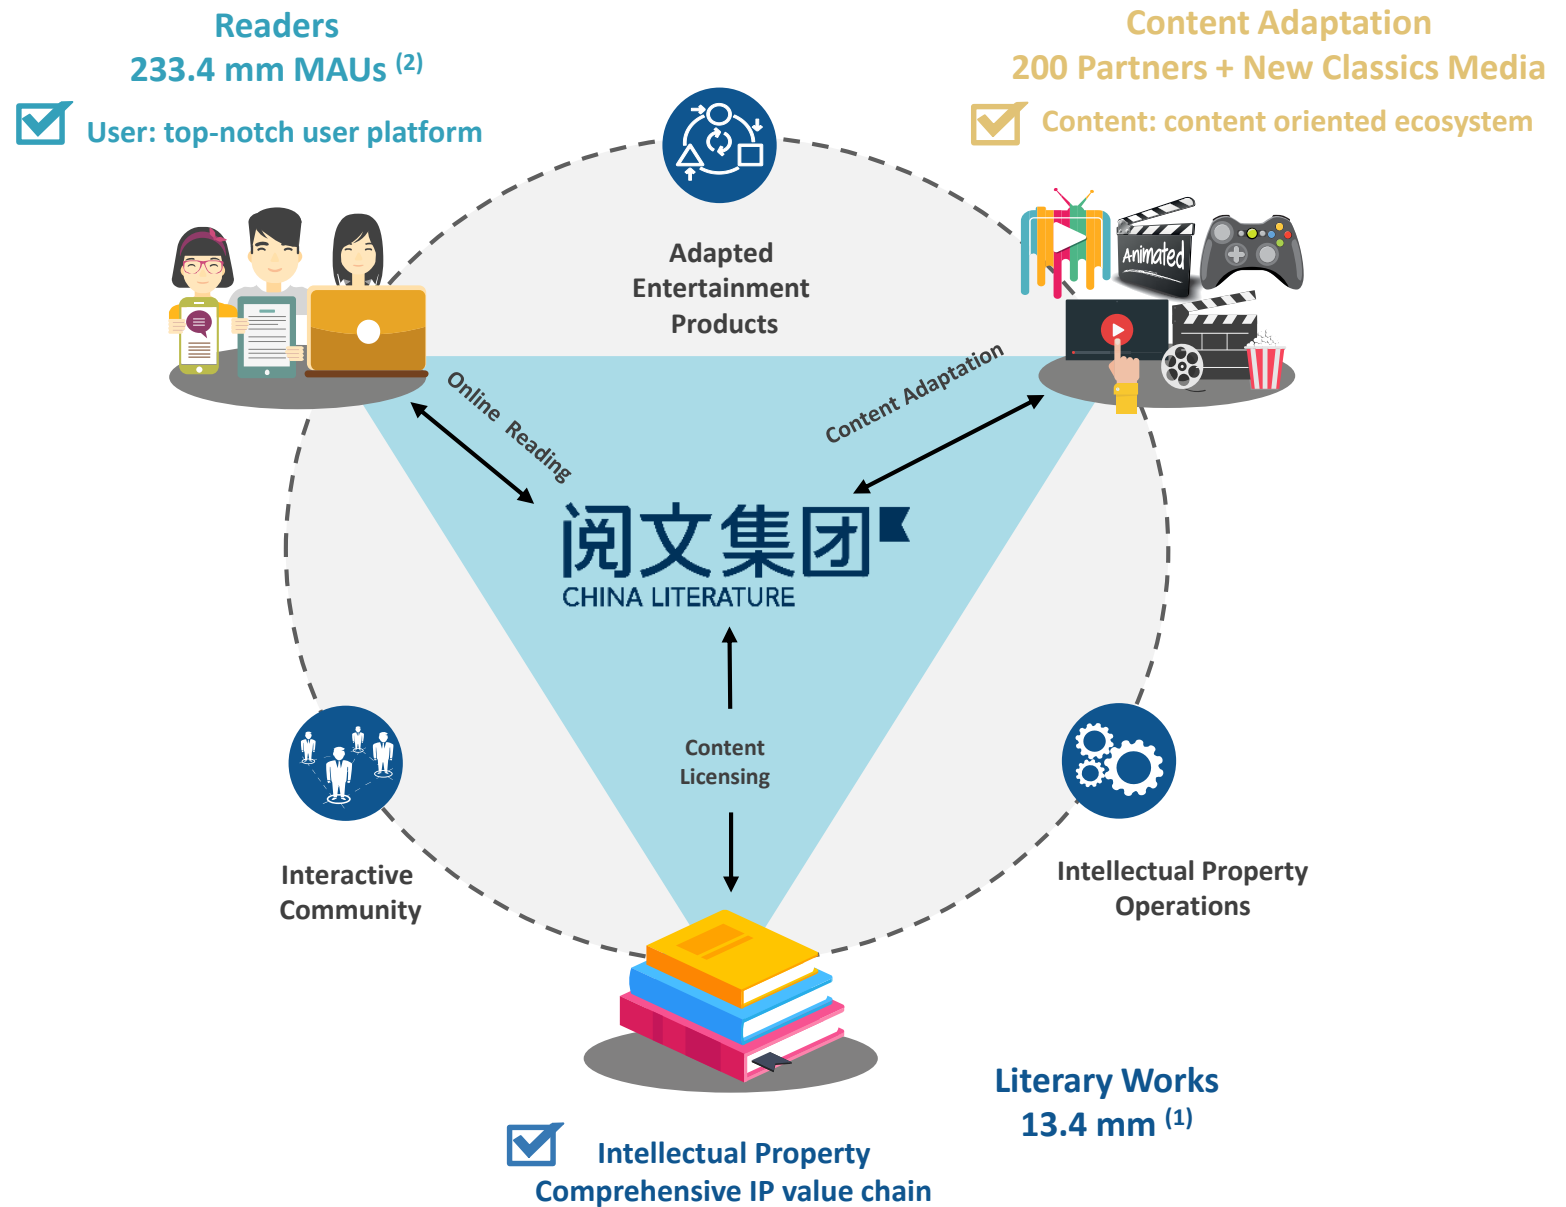 Readers
233.4 mm MAUs (2)
User: top-notch user platform
Content Adaptation
200 Partners + New Classics Media
Content: content oriented ecosystem
Adapted
Entertainment
Products
Animated
Online Reading
Content Adaptation
阅文集团
CHINA LITERATURE
Content
Licensing
Interactive
Community
Intellectual Property
Operations
Literary Works
13.4 mm (1)
Intellectual Property
Comprehensive IP value chain